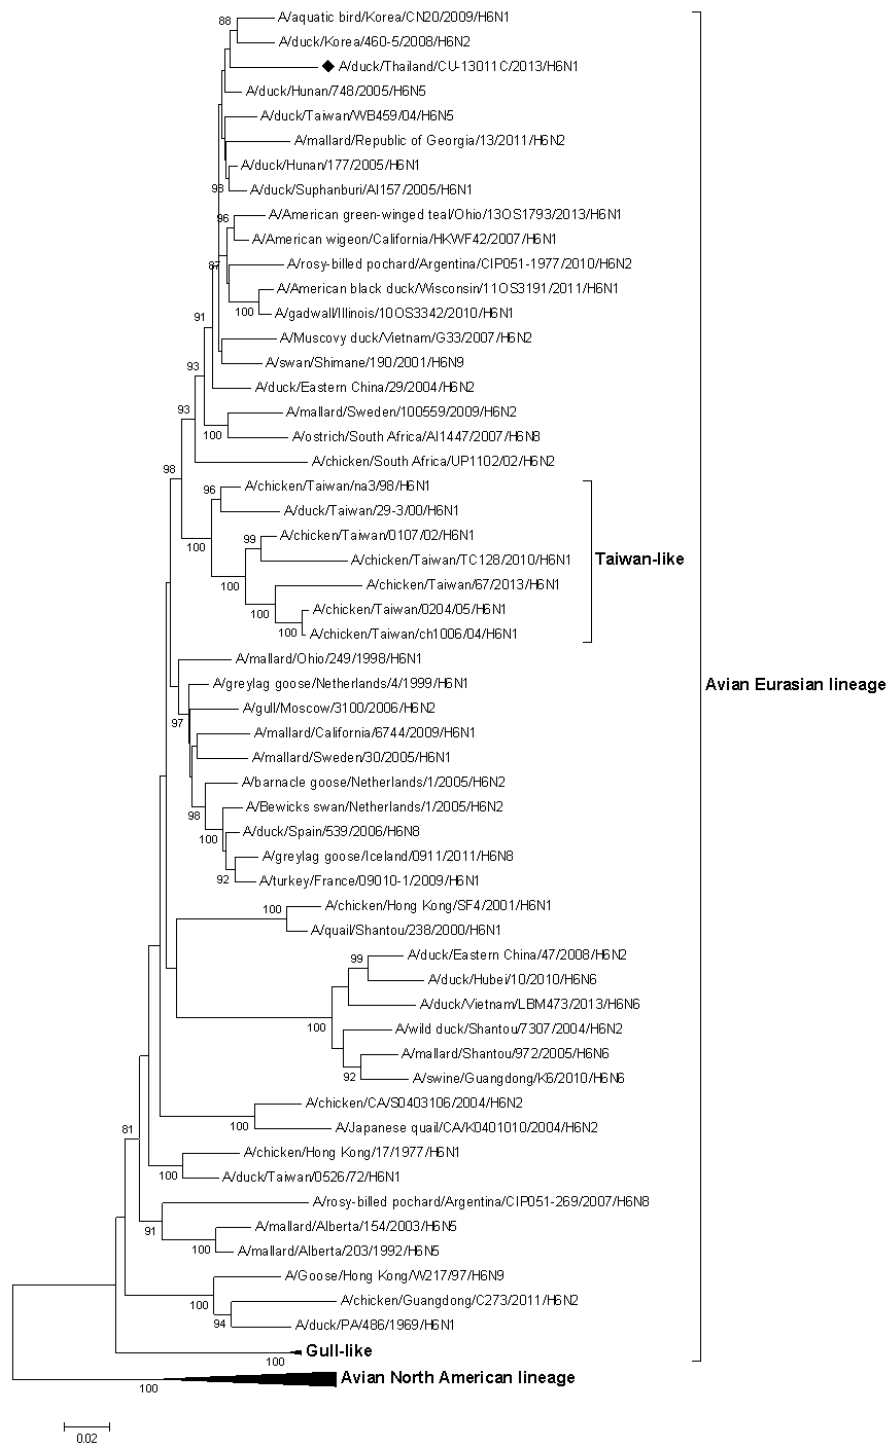 88
A/aquatic bird/Korea/CN20/2009/H6N1
A/duck/Korea/460-5/2008/H6N2
A/duck/Thailand/CU-13011C/2013/H6N1
A/duck/Hunan/748/2005/H6N5
A/duck/Taiwan/WB459/04/H6N5
A/mallard/Republic of Georgia/13/2011/H6N2
A/duck/Hunan/177/2005/H6N1
98
A/duck/Suphanburi/AI157/2005/H6N1
96
A/American green-winged teal/Ohio/13OS1793/2013/H6N1
A/American wigeon/California/HKWF42/2007/H6N1
87
A/rosy-billed pochard/Argentina/CIP051-1977/2010/H6N2
A/American black duck/Wisconsin/11OS3191/2011/H6N1
100
A/gadwall/Illinois/10OS3342/2010/H6N1
91
A/Muscovy duck/Vietnam/G33/2007/H6N2
A/swan/Shimane/190/2001/H6N9
93
A/duck/Eastern China/29/2004/H6N2
93
A/mallard/Sweden/100559/2009/H6N2
100
A/ostrich/South Africa/AI1447/2007/H6N8
A/chicken/South Africa/UP1102/02/H6N2
98
96
A/chicken/Taiwan/na3/98/H6N1
A/duck/Taiwan/29-3/00/H6N1
99
A/chicken/Taiwan/0107/02/H6N1
100
A/chicken/Taiwan/TC128/2010/H6N1
Taiwan-like
100
A/chicken/Taiwan/67/2013/H6N1
100
A/chicken/Taiwan/0204/05/H6N1
100
A/chicken/Taiwan/ch1006/04/H6N1
A/mallard/Ohio/249/1998/H6N1
A/greylag goose/Netherlands/4/1999/H6N1
Avian Eurasian lineage
A/gull/Moscow/3100/2006/H6N2
97
A/mallard/California/6744/2009/H6N1
A/mallard/Sweden/30/2005/H6N1
A/barnacle goose/Netherlands/1/2005/H6N2
98
A/Bewicks swan/Netherlands/1/2005/H6N2
100
A/duck/Spain/539/2006/H6N8
A/greylag goose/Iceland/0911/2011/H6N8
92
A/turkey/France/09010-1/2009/H6N1
100
A/chicken/Hong Kong/SF4/2001/H6N1
A/quail/Shantou/238/2000/H6N1
99
A/duck/Eastern China/47/2008/H6N2
A/duck/Hubei/10/2010/H6N6
A/duck/Vietnam/LBM473/2013/H6N6
100
A/wild duck/Shantou/7307/2004/H6N2
A/mallard/Shantou/972/2005/H6N6
92
A/swine/Guangdong/K6/2010/H6N6
A/chicken/CA/S0403106/2004/H6N2
100
A/Japanese quail/CA/K0401010/2004/H6N2
81
A/chicken/Hong Kong/17/1977/H6N1
100
A/duck/Taiwan/0526/72/H6N1
A/rosy-billed pochard/Argentina/CIP051-269/2007/H6N8
91
A/mallard/Alberta/154/2003/H6N5
100
A/mallard/Alberta/203/1992/H6N5
A/Goose/Hong Kong/W217/97/H6N9
100
A/chicken/Guangdong/C273/2011/H6N2
94
A/duck/PA/486/1969/H6N1
Gull-like
100
Avian North American lineage
100
0.02